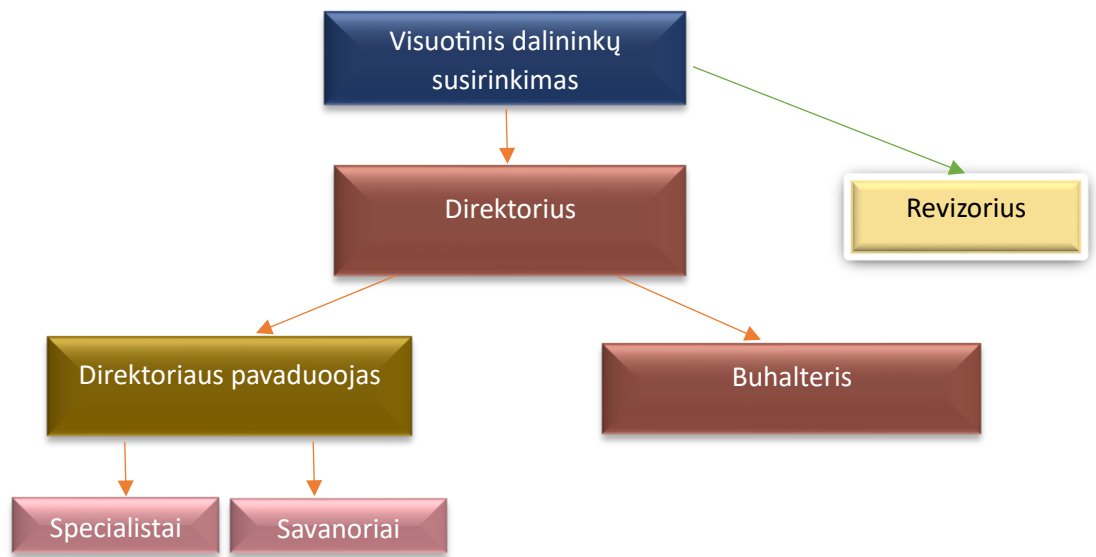 Visuotinis dalininkų
susirinkimas
Direktorius
Revizorius
Direktoriaus pavaduoojas
Buhalteris
Specialistai
Savanoriai